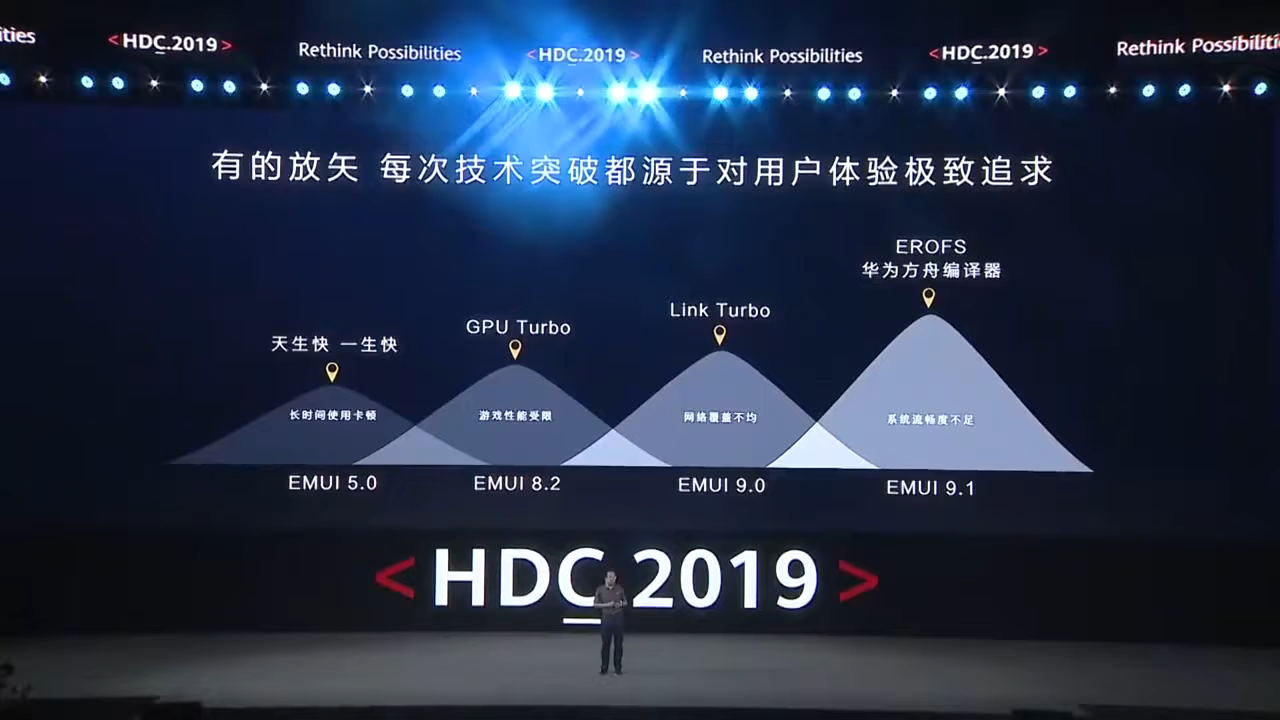 ities <HDC.2019> Rethink Possibilities <HDC.2019> Rethink Possibilities <HDC.2019> Rethink Possibiliti
有的放矢 每次技术突破都源于对用户体验极致追求
EROFS
华为方舟编译器
Link Turbo
GPU Turbo
天生快 一生快
长时间使用卡顿 游戏性能受限 网络覆盖不均 系统流畅度不足
EMUI 5.0 EMUI 8.2 EMUI 9.0 EMUI 9.1
<HDC.2019>